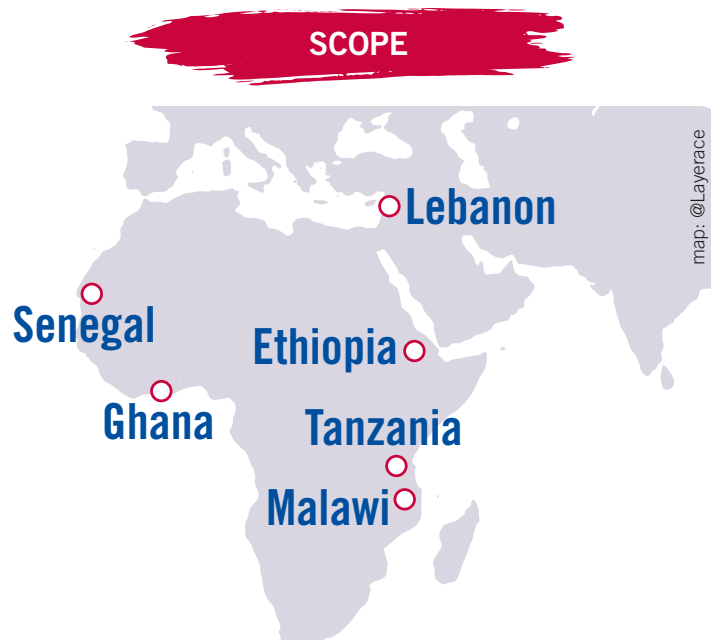 SCOPE
map: @Layerace
Lebanon
Senegal
Ethiopia
Ghana
Tanzania
Malawi